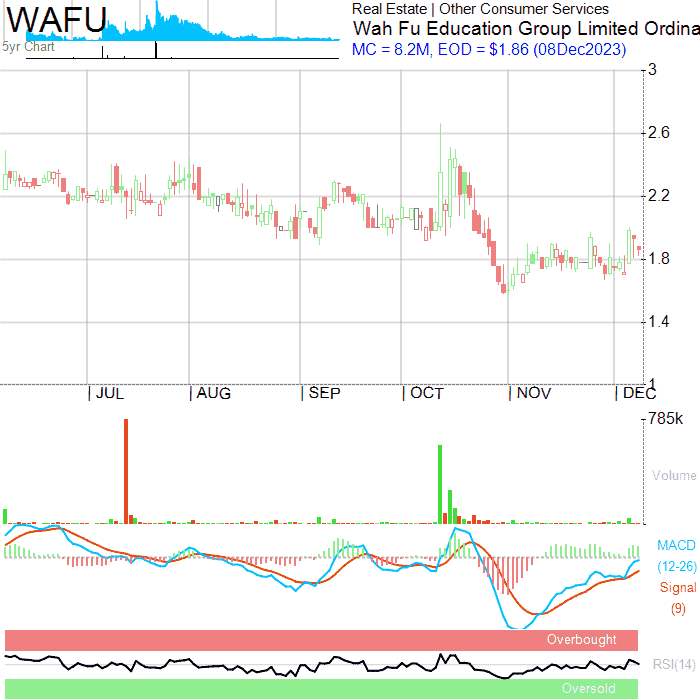 WAFU
5yr Chart
Real Estate | Other Consumer Services
Wah Fu Education Group Limited Ordina
MC = 8.2M, EOD = $1.86 (08Dec2023)
3
2.6
2.2
1.8
1.4
1
JUL
AUG
SEP
OCT
NOV
DEC
785k
Volume
MACD
(12-26)
Signal
(9)
Overbought
RSI(14)
Oversold